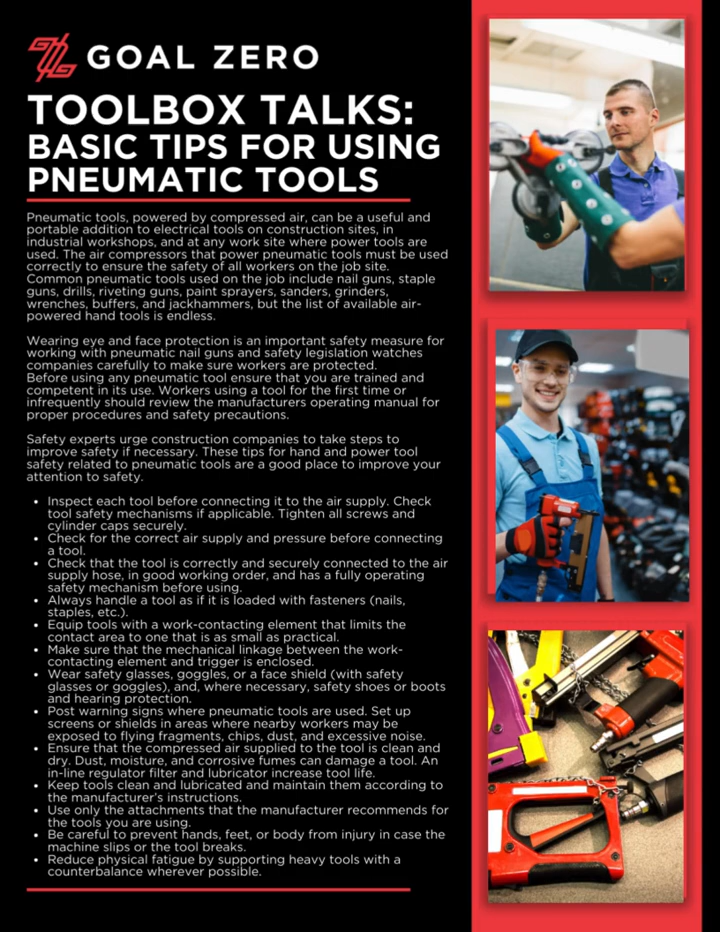 GOAL ZERO
TOOLBOX TALKS:
BASIC TIPS FOR USING
PNEUMATIC TOOLS
Pneumatic tools, powered by compressed air, can be a useful and
portable addition to electrical tools on construction sites, in
industrial workshops, and at any work site where power tools are
used. The air compressors that power pneumatic tools must be used
correctly to ensure the safety of all workers on the job site.
Common pneumatic tools used on the job include nail guns, staple
guns, drills, riveting guns, paint sprayers, sanders, grinders,
wrenches, buffers, and jackhammers, but the list of available air-
powered hand tools is endless.
Wearing eye and face protection is an important safety measure for
working with pneumatic nail guns and safety legislation watches
companies carefully to make sure workers are protected.
Before using any pneumatic tool ensure that you are trained and
competent in its use. Workers using a tool for the first time or
infrequently should review the manufacturers operating manual for
proper procedures and safety precautions.
Safety experts urge construction companies to take steps to
improve safety if necessary. These tips for hand and power tool
safety related to pneumatic tools are a good place to improve your
attention to safety.
• Inspect each tool before connecting it to the air supply. Check
tool safety mechanisms if applicable. Tighten all screws and
cylinder caps securely.
• Check for the correct air supply and pressure before connecting
a tool.
• Check that the tool is correctly and securely connected to the air
supply hose, in good working order, and has a fully operating
safety mechanism before using.
• Always handle a tool as if it is loaded with fasteners (nails,
staples, etc.).
• Equip tools with a work-contacting element that limits the
contact area to one that is as small as practical.
• Make sure that the mechanical linkage between the work-
contacting element and trigger is enclosed.
• Wear safety glasses, goggles, or a face shield (with safety
glasses or goggles), and, where necessary, safety shoes or boots
and hearing protection.
• Post warning signs where pneumatic tools are used. Set up
screens or shields in areas where nearby workers may be
exposed to flying fragments, chips, dust, and excessive noise.
• Ensure that the compressed air supplied to the tool is clean and
dry. Dust, moisture, and corrosive fumes can damage a tool. An
in-line regulator filter and lubricator increase tool life.
• Keep tools clean and lubricated and maintain them according to
the manufacturer's instructions.
• Use only the attachments that the manufacturer recommends for
the tools you are using.
• Be careful to prevent hands, feet, or body from injury in case the
machine slips or the tool breaks.
• Reduce physical fatigue by supporting heavy tools with a
counterbalance wherever possible.